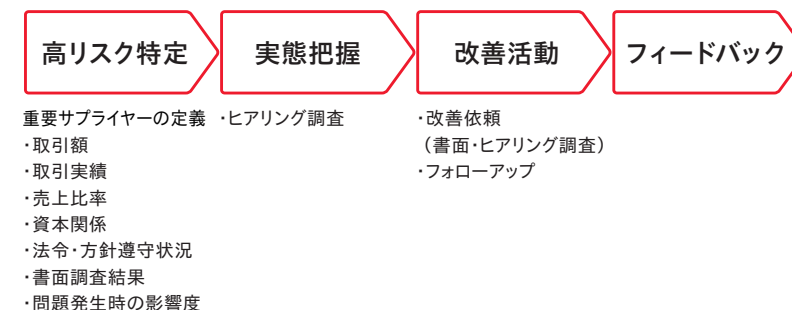 高リスク特定
実態把握
改善活動
フィードバック
重要サプライヤーの定義
・取引額
・取引実績
・売上比率
・資本関係
・法令・方針遵守状況
・書面調査結果
・問題発生時の影響度
・ヒアリング調査
・改善依頼
（書面・ヒアリング調査）
・フォローアップ